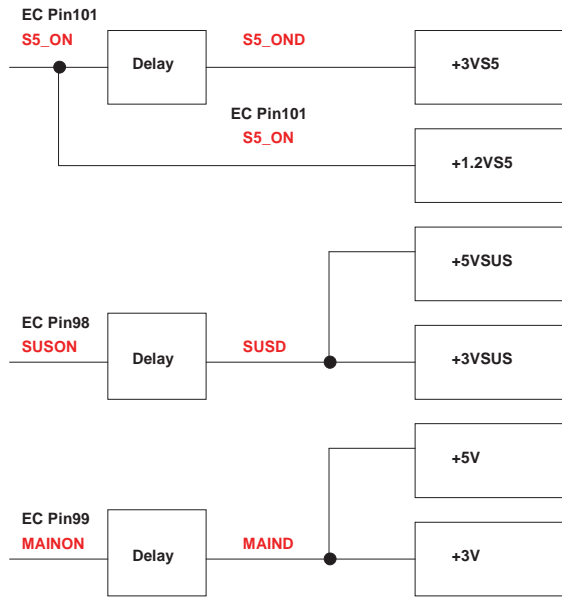 EC Pin101
S5_ON
Delay
S5_OND
+3VS5
EC Pin101
S5_ON
+1.2VS5
+5VSUS
EC Pin98
SUSON
Delay
SUSD
+3VSUS
+5V
EC Pin99
MAINON
Delay
MAIND
+3V